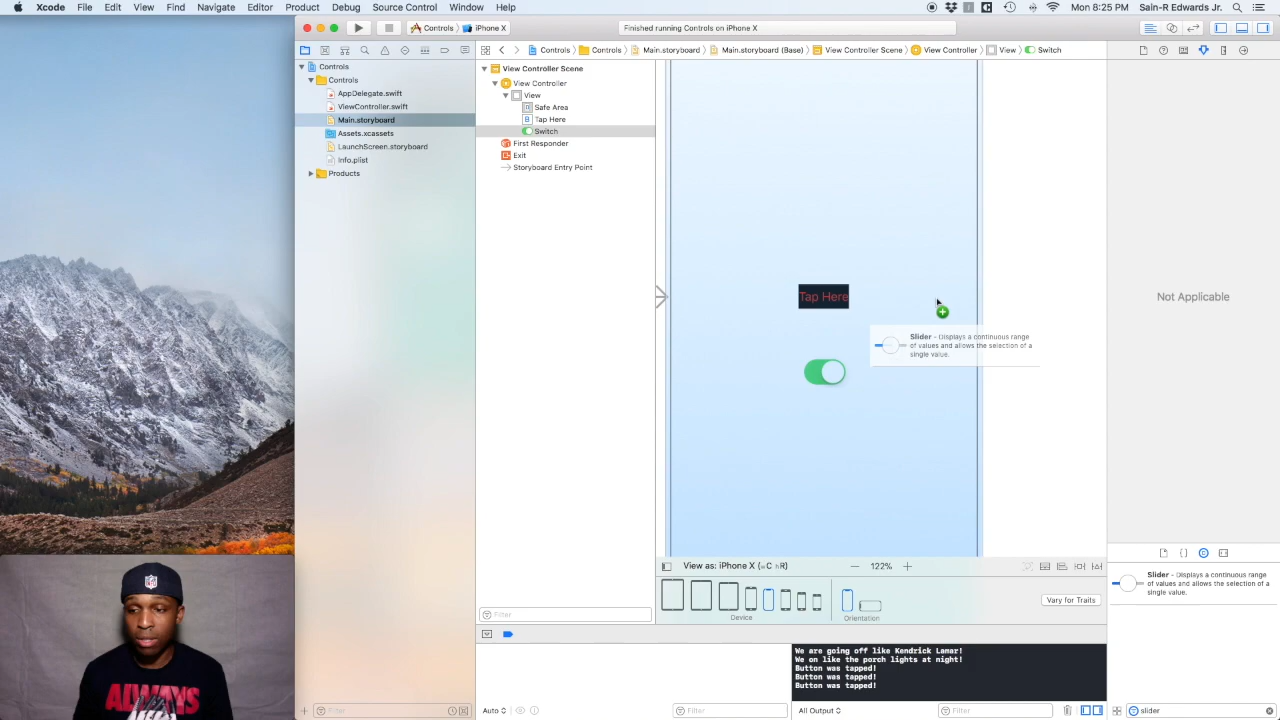 Xcode File Edit View Find Navigate Editor Product Debug Source Control Window Help
Mon 8:25 PM Sain-R Edwards Jr.
Controls iPhone X
Finished running Controls on iPhone X
Controls Controls Main.storyboard Main.storyboard (Base) View Controller Scene View Controller View Switch
Controls
Controls
AppDelegate.swift
ViewController.swift
Main.storyboard
Assets.xcassets
LaunchScreen.storyboard
Info.plist
Products
View Controller Scene
View Controller
View
Safe Area
B Tap Here
Switch
First Responder
Exit
Storyboard Entry Point
Tap Here
Slider - Displays a continuous range
of values and allows the selection of a
single value.
Not Applicable
Slider - Displays a continuous range
of values and allows the selection of a
single value.
View as: iPhone X (wC hR)
122%
Device
Orientation
Vary for Traits
Filter
We are going off like Kendrick Lamar!
We on like the porch lights at night!
Button was tapped!
Button was tapped!
Button was tapped!
Filter
Auto
Filter
All Output
Filter
slider
NFL
ALWAYS